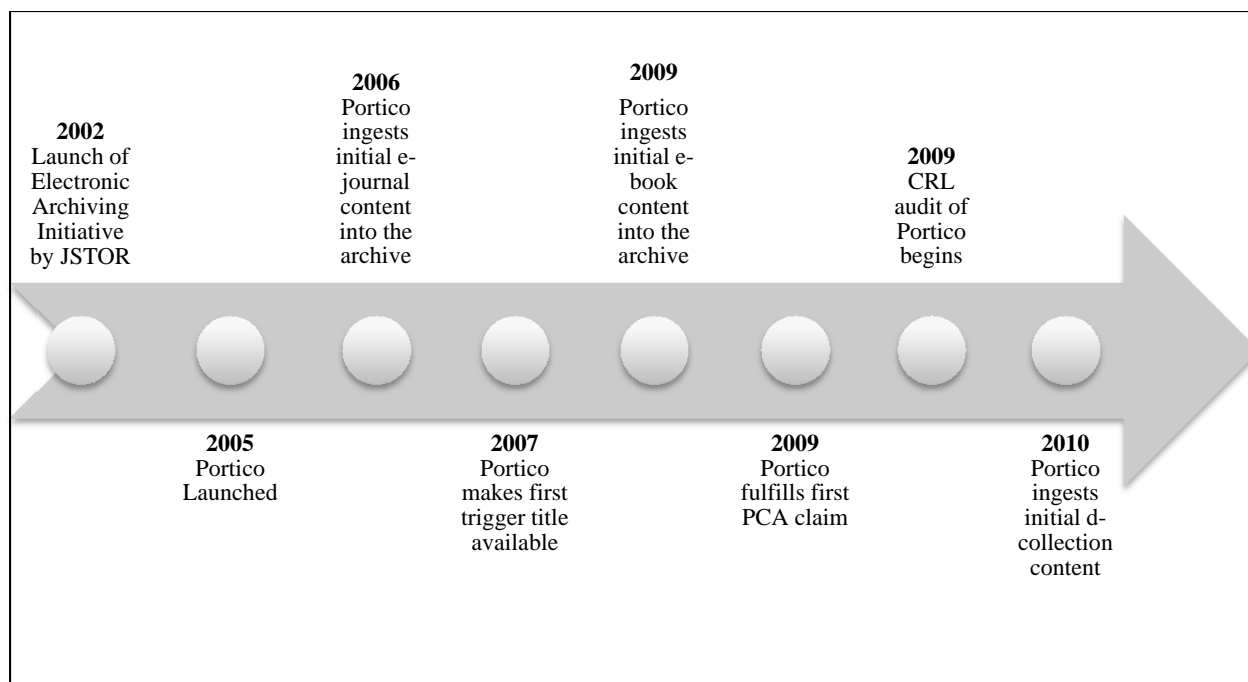 2002
Launch of
Electronic
Archiving
Initiative
by JSTOR
2005
Portico
Launched
2006
Portico
ingests
initial e-
journal
content
into the
archive
2007
Portico
makes first
trigger title
available
2009
Portico
ingests
initial e-
book
content
into the
archive
2009
Portico
fulfills first
PCA claim
2009
CRL
audit of
Portico
begins
2010
Portico
ingests
initial d-
collection
content